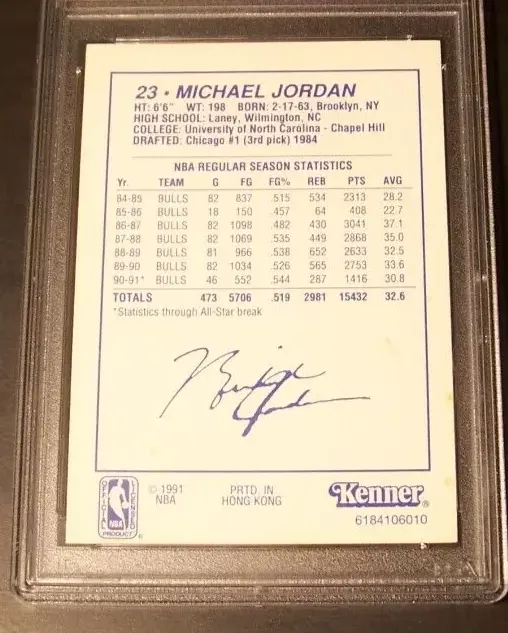 23 • MICHAEL JORDAN
HT: 6'6" WT: 198 BORN: 2-17-63, Brooklyn, NY
HIGH SCHOOL: Laney, Wilmington, NC
COLLEGE: University of North Carolina - Chapel Hill
DRAFTED: Chicago #1 (3rd pick) 1984
NBA REGULAR SEASON STATISTICS
Yr. TEAM G FG FG% REB PTS AVG
84-85 BULLS 82 837 .515 534 2313 28.2
85-86 BULLS 18 150 .457 64 408 22.7
86-87 BULLS 82 1098 .482 430 3041 37.1
87-88 BULLS 82 1069 .535 449 2868 35.0
88-89 BULLS 81 966 .538 652 2633 32.5
89-90 BULLS 82 1034 .526 565 2753 33.6
90-91* BULLS 46 552 .544 287 1416 30.8
TOTALS 473 5706 .519 2981 15432 32.6
*Statistics through All-Star break
OFFICIAL LICENSED
NBA
PRODUCT
© 1991
NBA
PRTD. IN
HONG KONG
Kenner®
6184106010